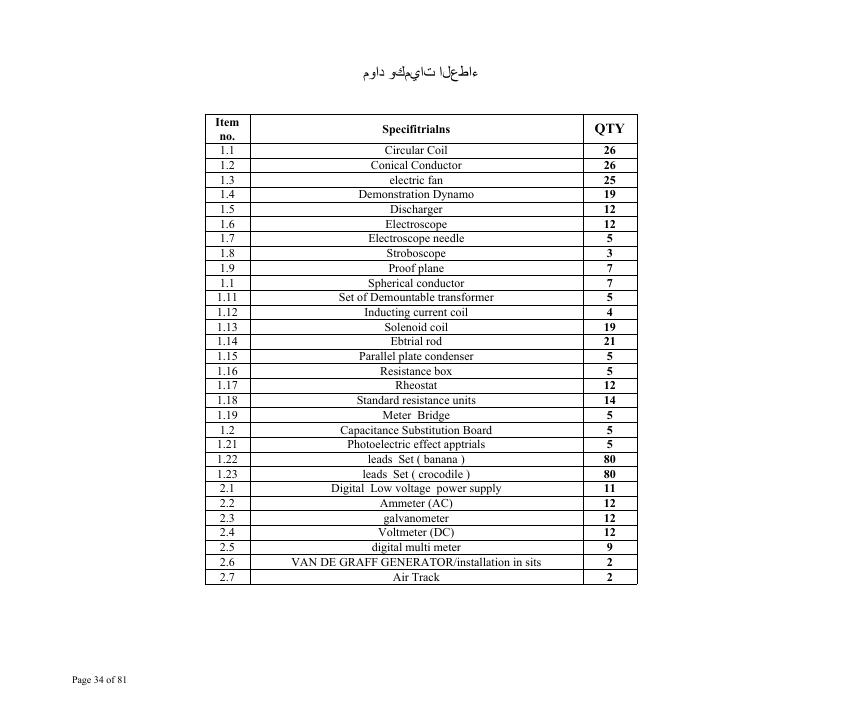 مواد وكميات العطاء
Item no. Specifitrialns QTY
1.1 Circular Coil 26
1.2 Conical Conductor 26
1.3 electric fan 25
1.4 Demonstration Dynamo 19
1.5 Discharger 12
1.6 Electroscope 12
1.7 Electroscope needle 5
1.8 Stroboscope 3
1.9 Proof plane 7
1.1 Spherical conductor 7
1.11 Set of Demountable transformer 5
1.12 Inducting current coil 4
1.13 Solenoid coil 19
1.14 Ebtrial rod 21
1.15 Parallel plate condenser 5
1.16 Resistance box 5
1.17 Rheostat 12
1.18 Standard resistance units 14
1.19 Meter Bridge 5
1.2 Capacitance Substitution Board 5
1.21 Photoelectric effect apptrials 5
1.22 leads Set ( banana ) 80
1.23 leads Set ( crocodile ) 80
2.1 Digital Low voltage power supply 11
2.2 Ammeter (AC) 12
2.3 galvanometer 12
2.4 Voltmeter (DC) 12
2.5 digital multi meter 9
2.6 VAN DE GRAFF GENERATOR/installation in sits 2
2.7 Air Track 2
Page 34 of 81